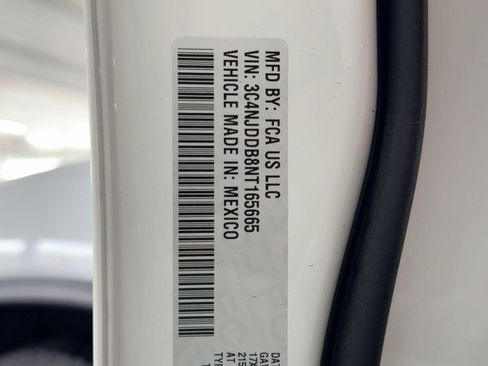 MFD BY: FCA US LLC
VIN: 3C4NJDDB8NT165665
VEHICLE MADE IN: MEXICO